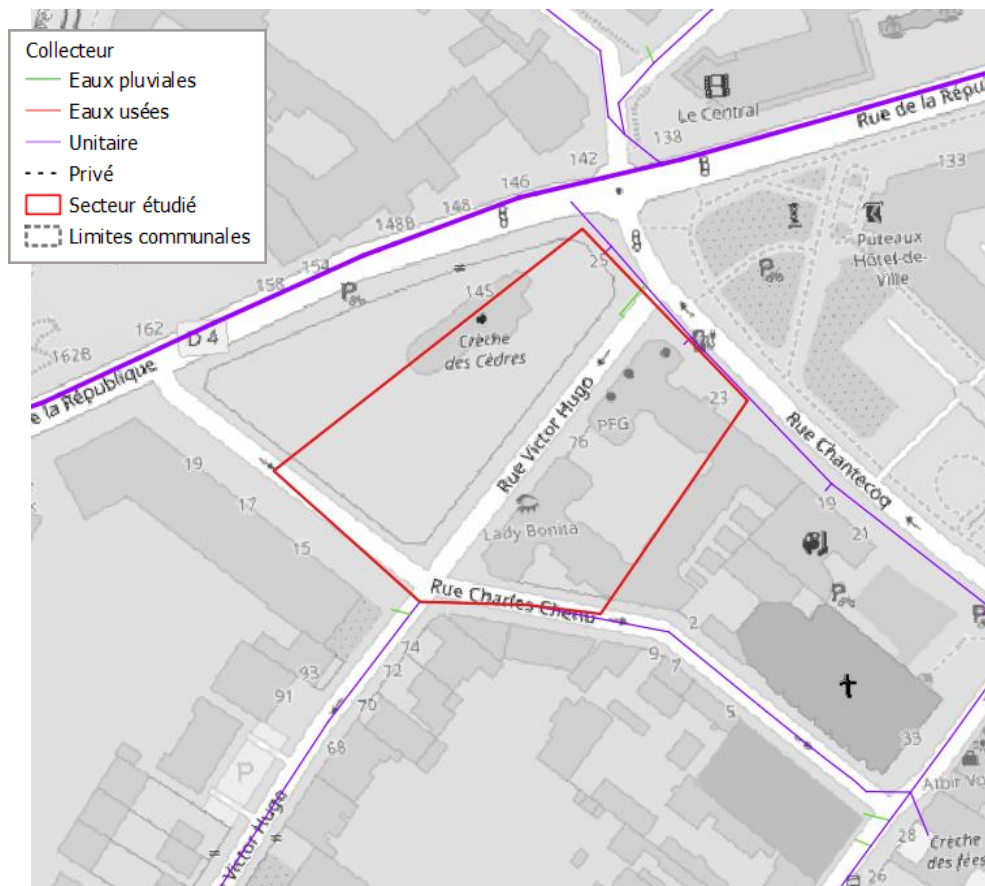 Collecteur
Eaux pluviales
Eaux usées
Unitaire
Privé
Secteur étudié
Limites communales
Le Central
Rue de la Répu
138
142
133
146
148
148B
154
158
162
162B
D 4
e la République
Puteaux
Hôtel-de-
Ville
P
P
25
145
Crèche
des Cèdres
Rue Victor Hugo
23
PFG
76
Rue Chantecoq
19
17
15
Lady Bonita
19
21
P
P
Rue Charles Chenu
2
9
7
5
74
72
70
68
93
91
P
Victor Hugo
33
Atbir Vo
28
26
Crèche
des fées